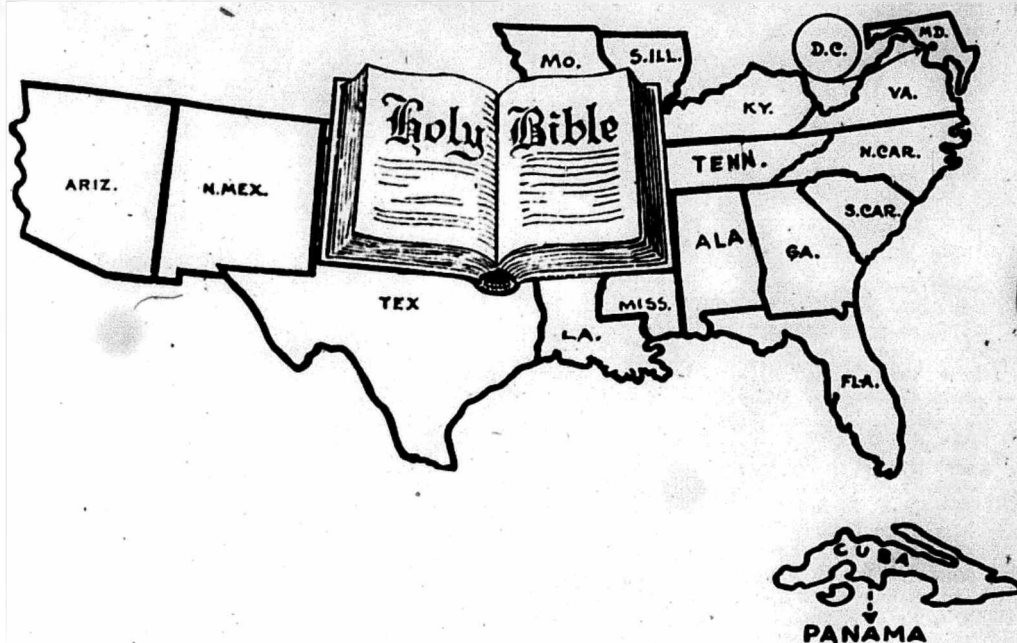 MO.
S.ILL.
D.C.
MD.
Holy Bible
KY.
VA.
TENN.
N.CAR.
ARIZ.
N.MEX.
S.CAR.
ALA
GA.
TEX
MISS.
LA.
FLA.
CUBA
PANAMA